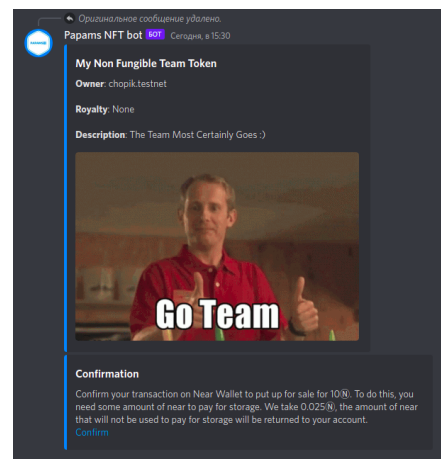 Оригинальное сообщение удалено.
Papams NFT bot БОТ Сегодня, в 15:30
My Non Fungible Team Token
Owner: chopik.testnet
Royalty: None
Description: The Team Most Certainly Goes :)
Go Team
Confirmation
Confirm your transaction on Near Wallet to put up for sale for 10Ⓝ. To do this, you
need some amount of near to pay for storage. We take 0.025Ⓝ, the amount of near
that will not be used to pay for storage will be returned to your account.
Confirm